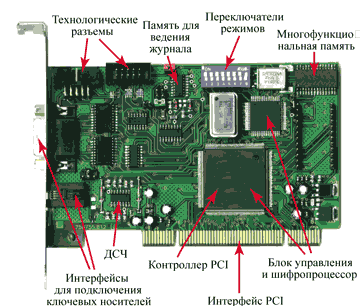 Технологические
разъемы
Память для
ведения
журнала
Переключатели
режимов
Многофункцио
нальная память
ДСЧ
Контроллер PCI
Блок управления
и шифропроцессор
Интерфейсы
для подключения
ключевых носителей
Интерфейс PCI